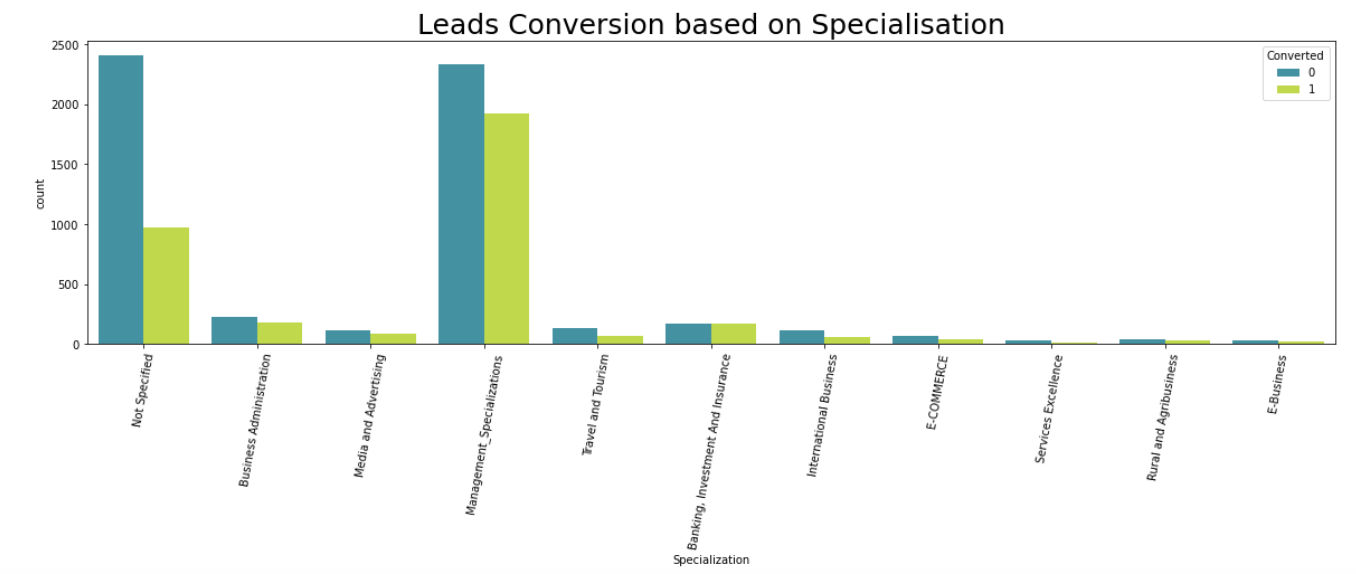 Leads Conversion based on Specialisation
2500
2000
1500
1000
500
0
count
Converted
0
1
Not Specified
Business Administration
Media and Advertising
Management_Specializations
Travel and Tourism
Banking, Investment And Insurance
International Business
E-COMMERCE
Services Excellence
Rural and Agribusiness
E-Business
Specialization